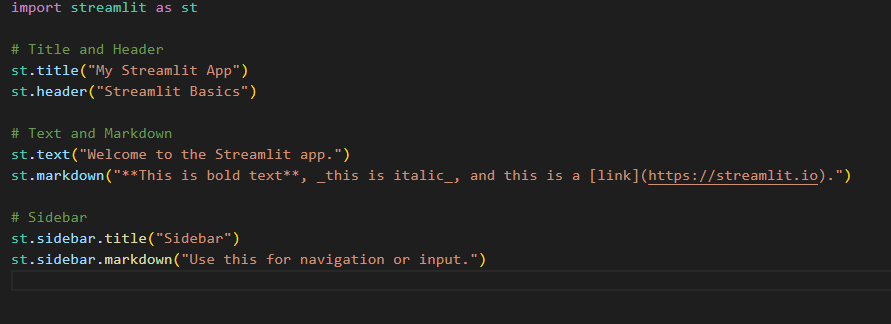 import streamlit as st
# Title and Header
st.title("My Streamlit App")
st.header("Streamlit Basics")
# Text and Markdown
st.text("Welcome to the Streamlit app.")
st.markdown("**This is bold text**, _this is italic_, and this is a [link](https://streamlit.io).")
# Sidebar
st.sidebar.title("Sidebar")
st.sidebar.markdown("Use this for navigation or input.")